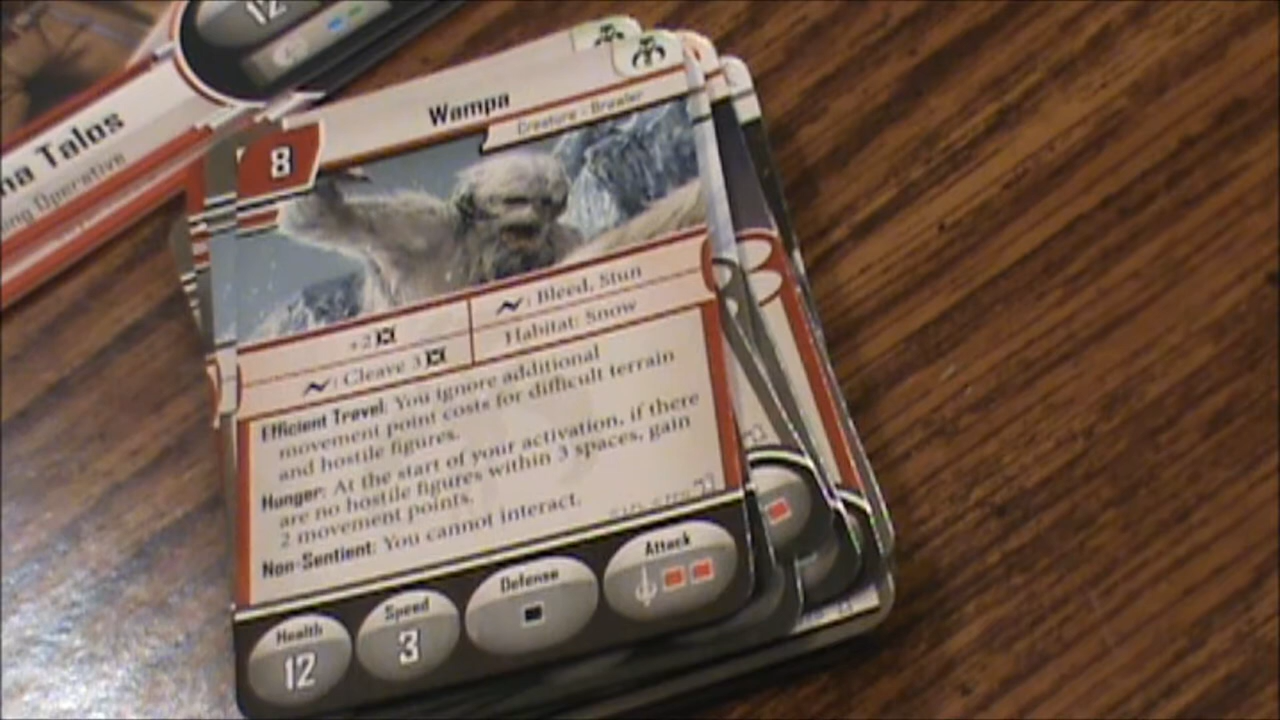 12
na Talos
ng Operative
Wampa
Creature - Brawler
8
+2
: Bleed, Stun
: Cleave 3
Habitat: Snow
Efficient Travel: You ignore additional
movement point costs for difficult terrain
and hostile figures.
Hunger: At the start of your activation, if there
are no hostile figures within 3 spaces, gain
2 movement points.
Non-Sentient: You cannot interact.
Health
12
Speed
3
Defense
Attack